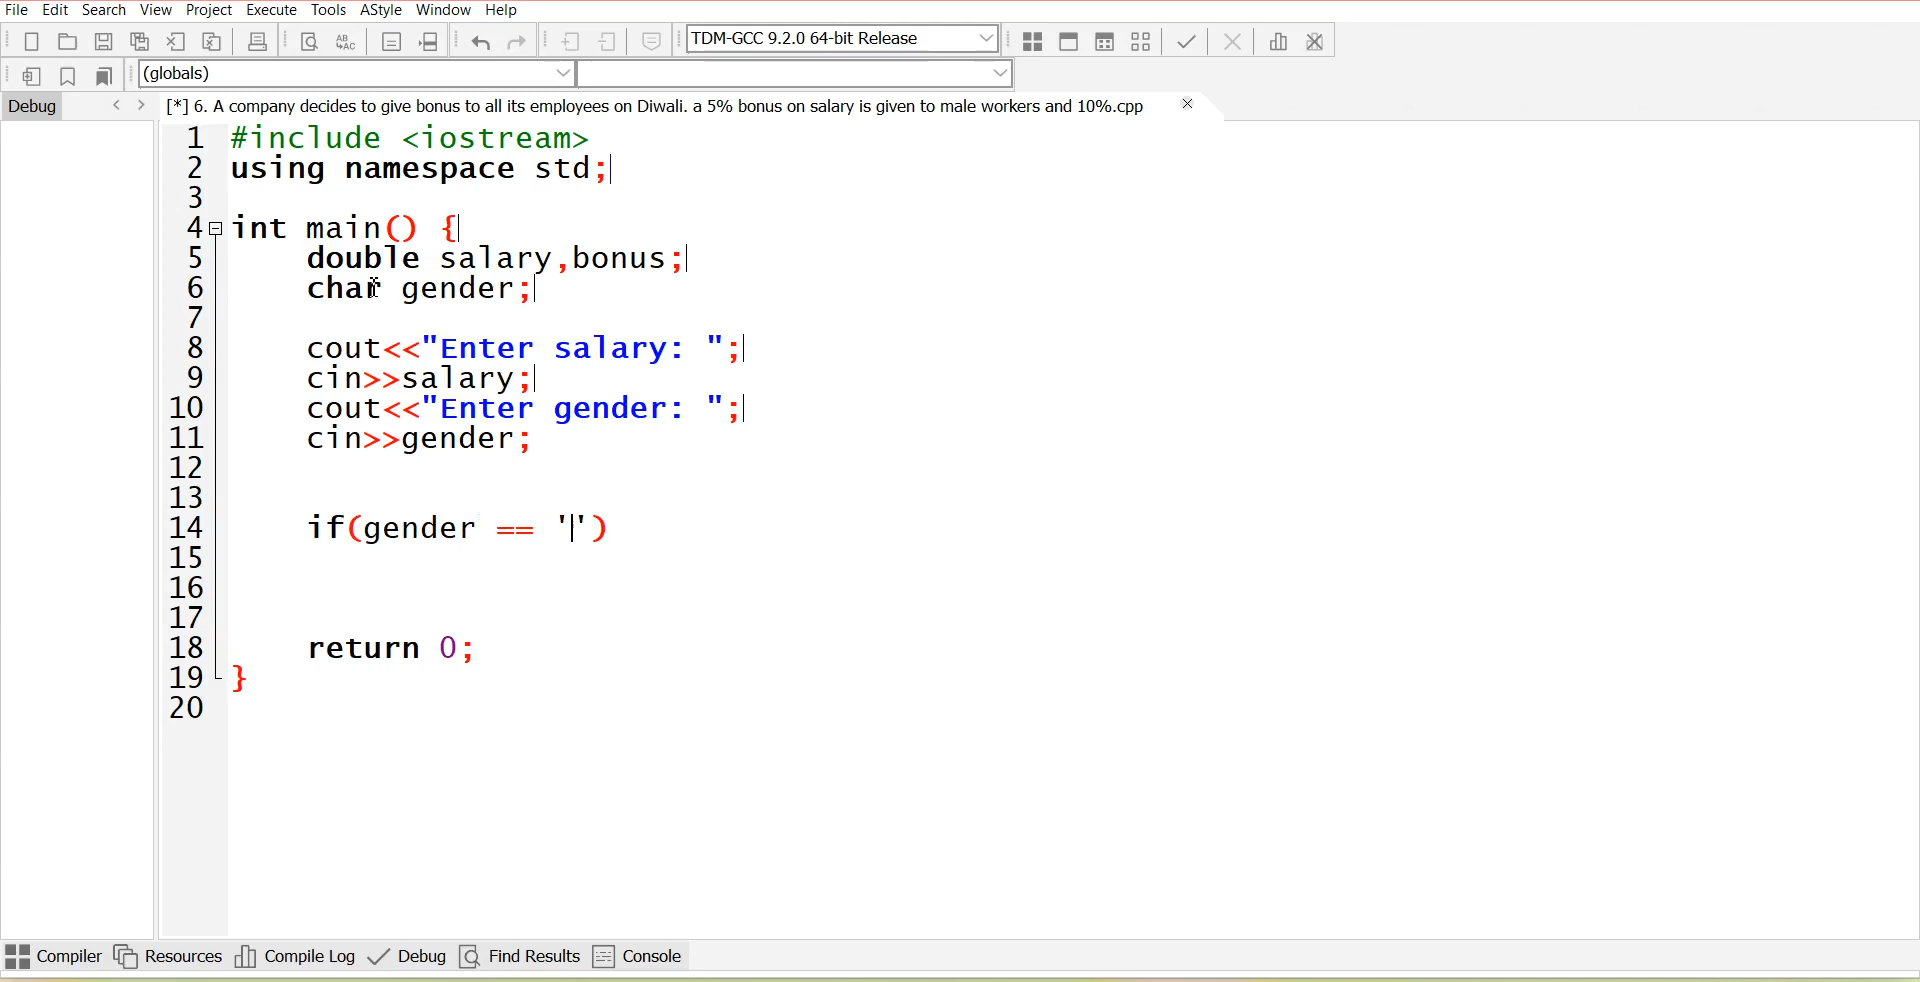 File Edit Search View Project Execute Tools AStyle Window Help
TDM-GCC 9.2.0 64-bit Release
(globals)
Debug [*] 6. A company decides to give bonus to all its employees on Diwali. a 5% bonus on salary is given to male workers and 10%.cpp
1 #include <iostream>
2 using namespace std;
3
4 int main() {
5 double salary,bonus;
6 char gender;
7
8 cout<<"Enter salary: ";
9 cin>>salary;
10 cout<<"Enter gender: ";
11 cin>>gender;
12
13
14 if(gender == '')
15
16
17
18 return 0;
19 }
20
Compiler Resources Compile Log Debug Find Results Console